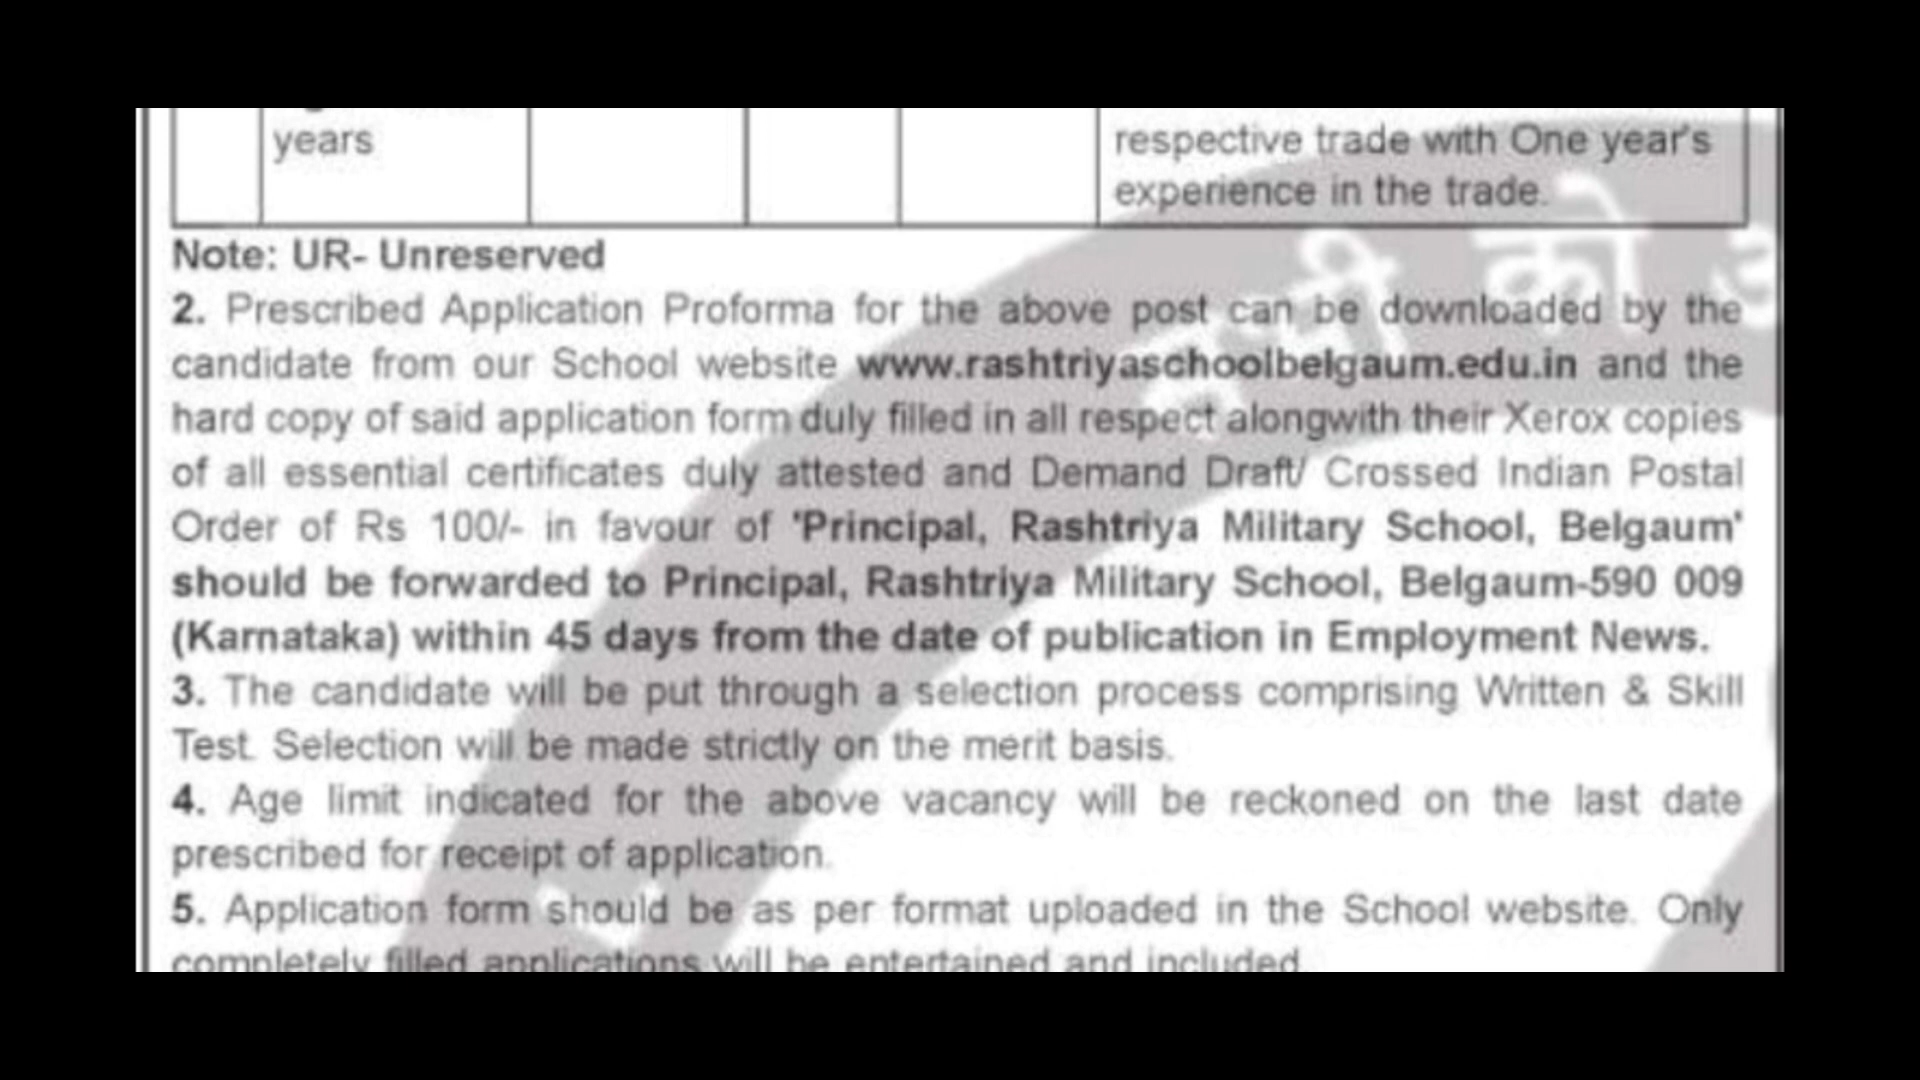 years
respective trade with One year's
experience in the trade.
Note: UR- Unreserved
2. Prescribed Application Proforma for the above post can be downloaded by the
candidate from our School website www.rashtriyaschoolbelgaum.edu.in and the
hard copy of said application form duly filled in all respect alongwith their Xerox copies
of all essential certificates duly attested and Demand Draft/ Crossed Indian Postal
Order of Rs 100/- in favour of 'Principal, Rashtriya Military School, Belgaum'
should be forwarded to Principal, Rashtriya Military School, Belgaum-590 009
(Karnataka) within 45 days from the date of publication in Employment News.
3. The candidate will be put through a selection process comprising Written & Skill
Test. Selection will be made strictly on the merit basis.
4. Age limit indicated for the above vacancy will be reckoned on the last date
prescribed for receipt of application.
5. Application form should be as per format uploaded in the School website. Only
completely filled applications will be entertained and included.
को